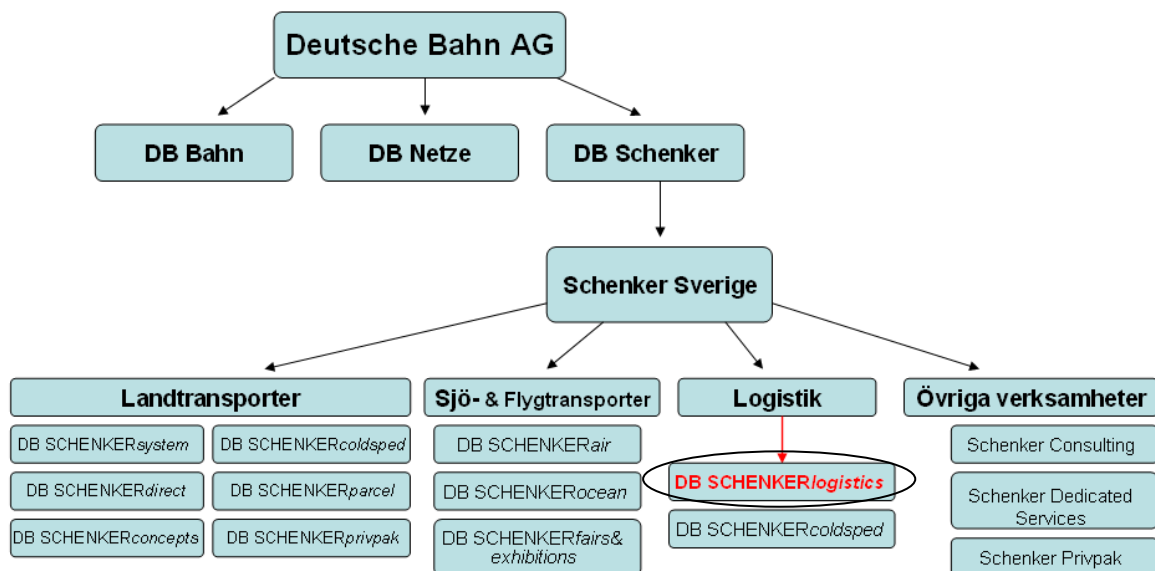 Deutsche Bahn AG
DB Bahn
DB Netze
DB Schenker
Schenker Sverige
Landtransporter
DB SCHENKERsystem
DB SCHENKERcoldsped
DB SCHENKERdirect
DB SCHENKERparcel
DB SCHENKERconcepts
DB SCHENKERprivpak
Sjö- & Flygtransporter
DB SCHENKERair
DB SCHENKERocean
DB SCHENKERfairs&
exhibitions
Logistik
DB SCHENKERlogistics
DB SCHENKERcoldsped
Övriga verksamheter
Schenker Consulting
Schenker Dedicated
Services
Schenker Privpak